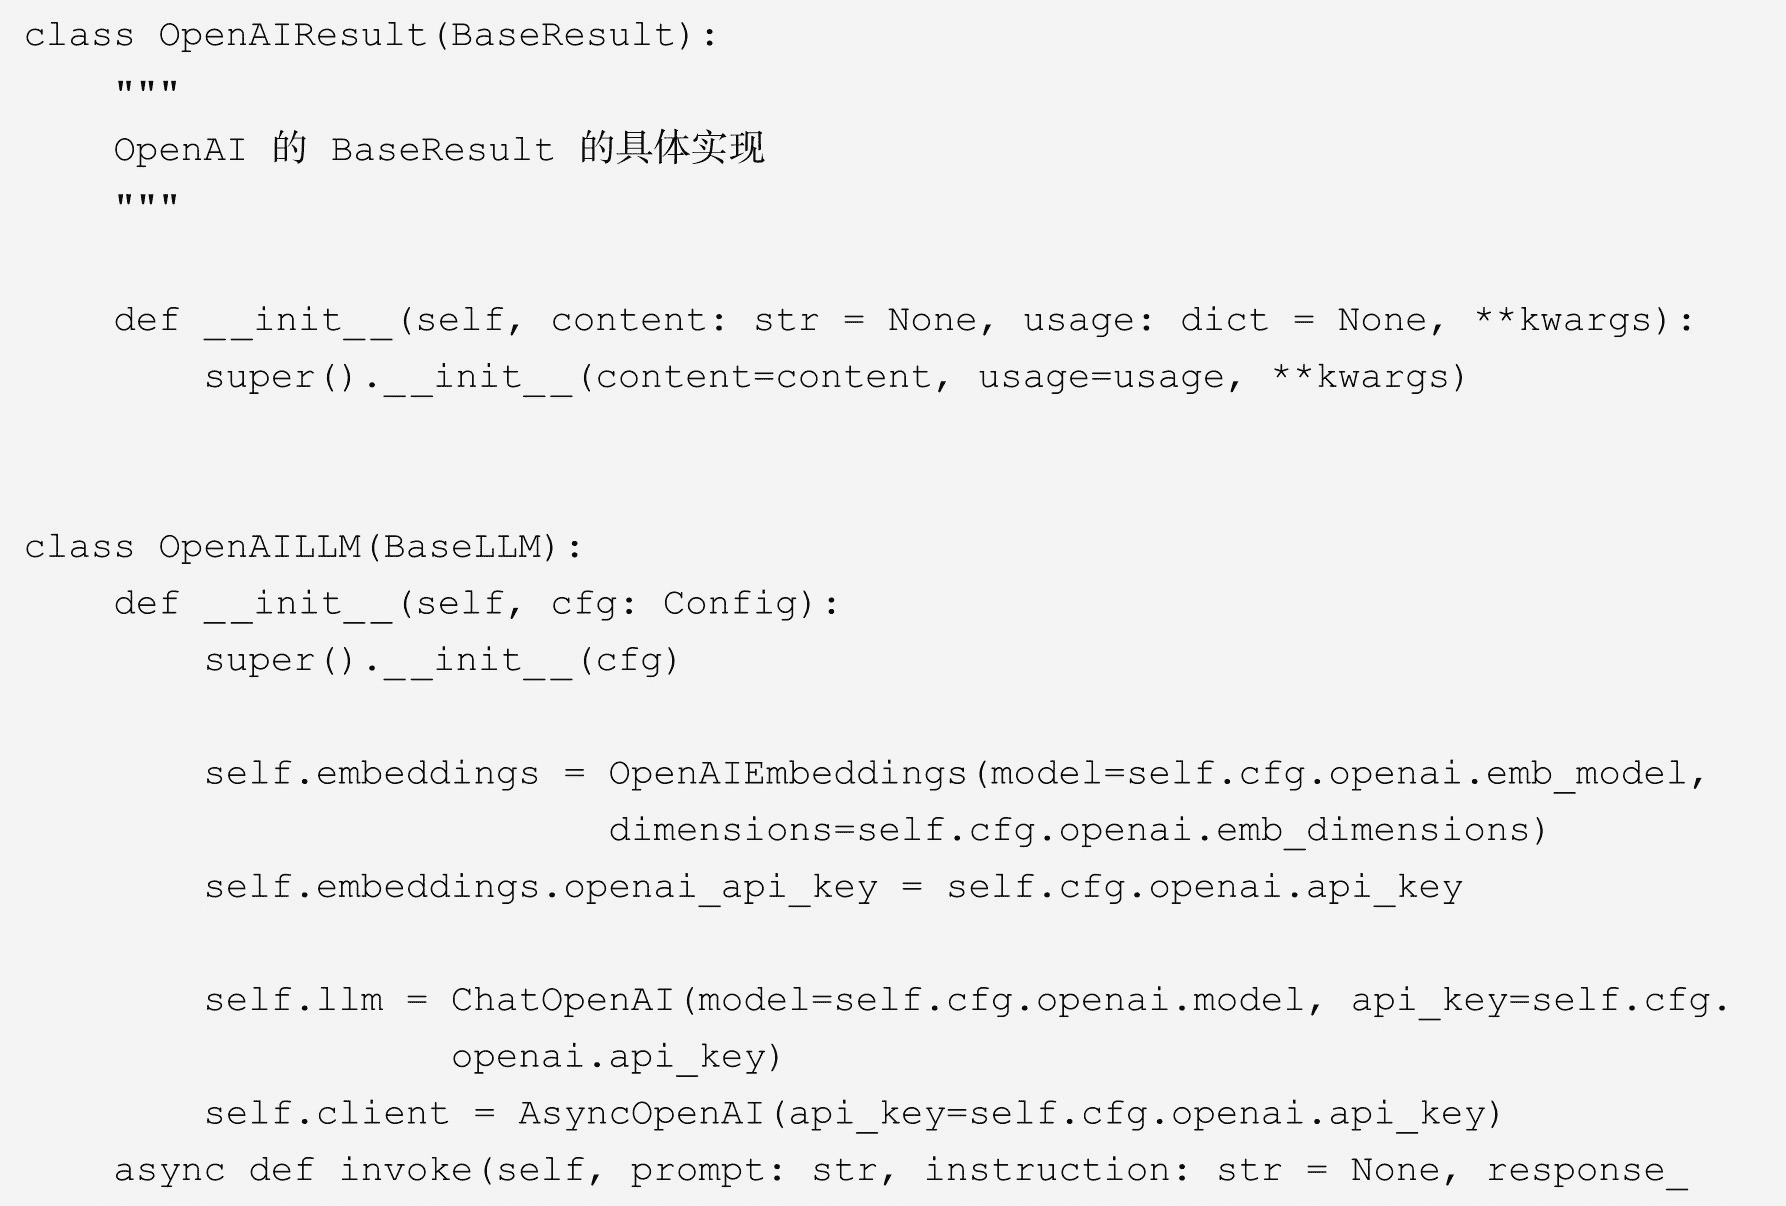 class OpenAIResult(BaseResult):
    """
    OpenAI 的 BaseResult 的具体实现
    """
    def __init__(self, content: str = None, usage: dict = None, **kwargs):
        super().__init__(content=content, usage=usage, **kwargs)
class OpenAILLM(BaseLLM):
    def __init__(self, cfg: Config):
        super().__init__(cfg)
        self.embeddings = OpenAIEmbeddings(model=self.cfg.openai.emb_model,
                          dimensions=self.cfg.openai.emb_dimensions)
        self.embeddings.openai_api_key = self.cfg.openai.api_key
        self.llm = ChatOpenAI(model=self.cfg.openai.model, api_key=self.cfg.
                   openai.api_key)
        self.client = AsyncOpenAI(api_key=self.cfg.openai.api_key)
    async def invoke(self, prompt: str, instruction: str = None, response_